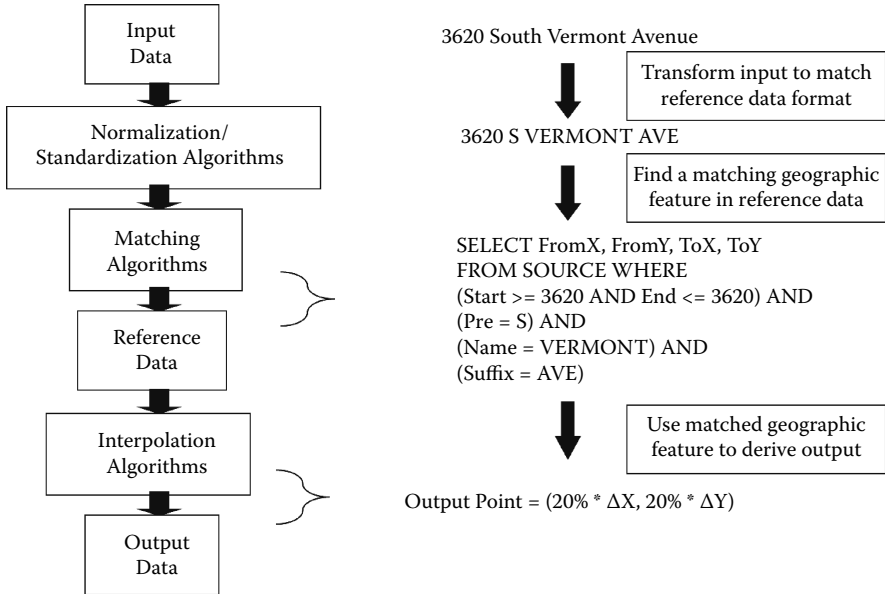 Input
Data
Normalization/
Standardization Algorithms
Matching
Algorithms
Reference
Data
Interpolation
Algorithms
Output
Data
3620 South Vermont Avenue
Transform input to match
reference data format
3620 S VERMONT AVE
Find a matching geographic
feature in reference data
SELECT FromX, FromY, ToX, ToY
FROM SOURCE WHERE
(Start >= 3620 AND End <= 3620) AND
(Pre = S) AND
(Name = VERMONT) AND
(Suffix = AVE)
Use matched geographic
feature to derive output
Output Point = (20% * ΔX, 20% * ΔY)